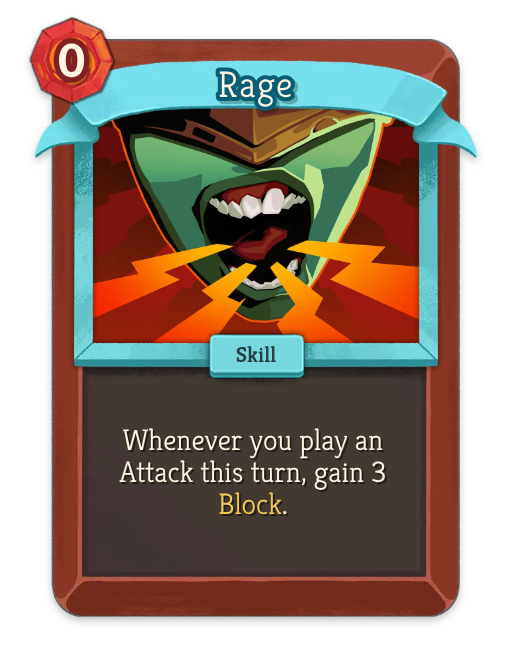 0
Rage
Skill
Whenever you play an
Attack this turn, gain 3
Block.